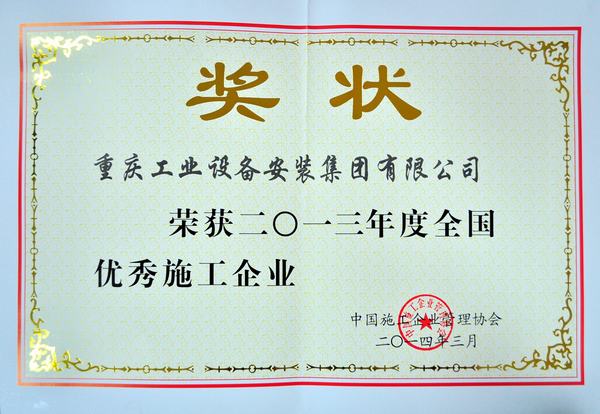 奖状
重庆工业设备安装集团有限公司
荣获二〇一三年度全国
优秀施工企业
中国施工企业管理协会
二〇一四年三月